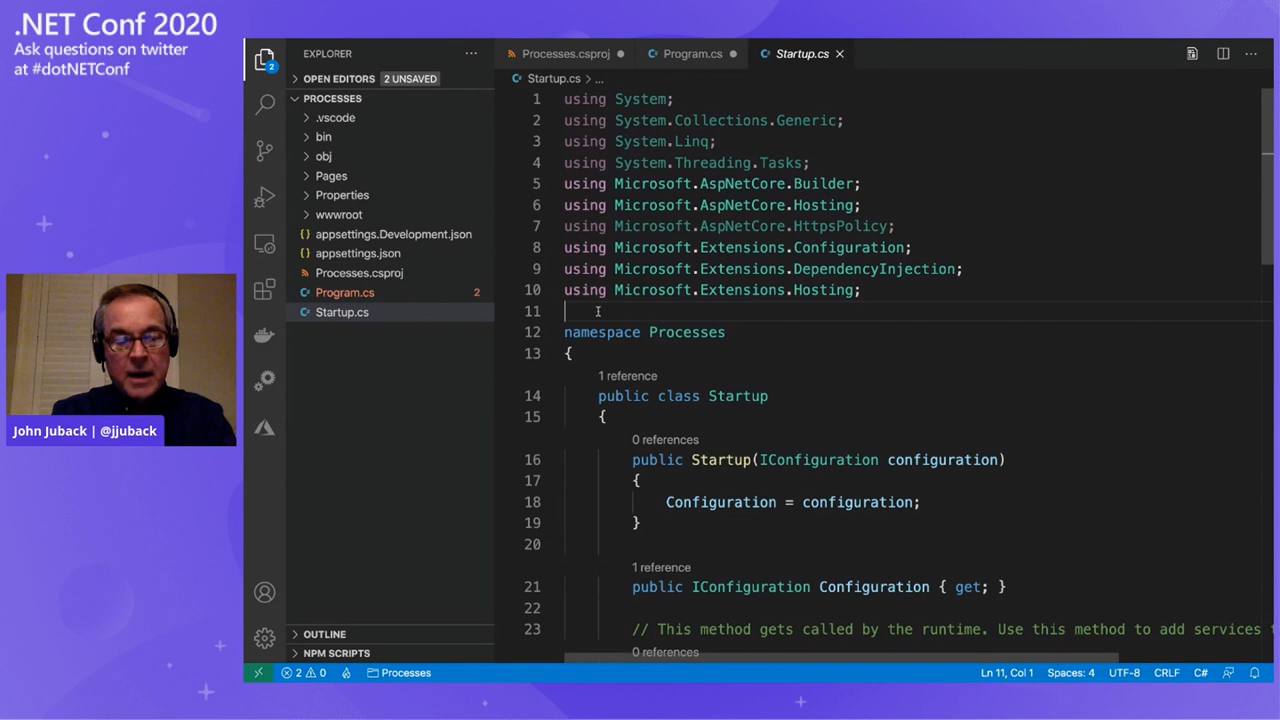 .NET Conf 2020
Ask questions on twitter
at #dotNETConf
John Juback | @jjuback
EXPLORER
OPEN EDITORS 2 UNSAVED
PROCESSES
.vscode
bin
obj
Pages
Properties
wwwroot
{} appsettings.Development.json
{} appsettings.json
Processes.csproj
Program.cs 2
Startup.cs
OUTLINE
NPM SCRIPTS
2
Processes.csproj
Program.cs
Startup.cs
Startup.cs > ...
1 using System;
2 using System.Collections.Generic;
3 using System.Linq;
4 using System.Threading.Tasks;
5 using Microsoft.AspNetCore.Builder;
6 using Microsoft.AspNetCore.Hosting;
7 using Microsoft.AspNetCore.HttpsPolicy;
8 using Microsoft.Extensions.Configuration;
9 using Microsoft.Extensions.DependencyInjection;
10 using Microsoft.Extensions.Hosting;
11
12 namespace Processes
13 {
1 reference
14 public class Startup
15 {
0 references
16 public Startup(IConfiguration configuration)
17 {
18 Configuration = configuration;
19 }
20
1 reference
21 public IConfiguration Configuration { get; }
22
23 // This method gets called by the runtime. Use this method to add services
0 references
2 0 Processes Ln 11, Col 1 Spaces: 4 UTF-8 CRLF C#